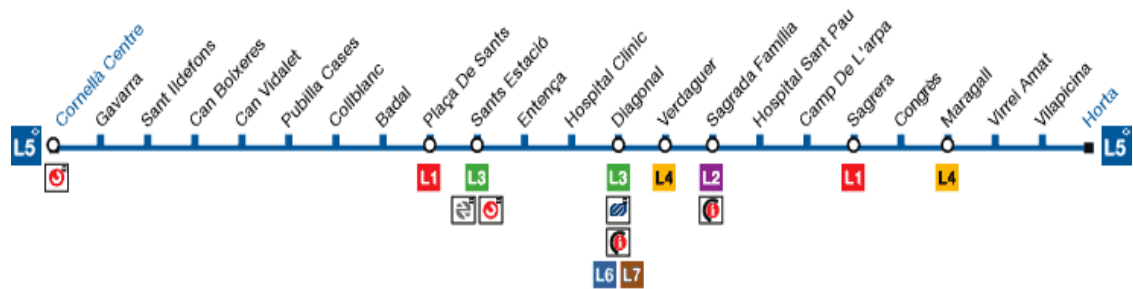 Cornellà Centre
Gavarra
Sant Ildefons
Can Boixeres
Can Vidalet
Pubilla Cases
Collblanc
Badal
Plaça De Sants
Sants Estació
Entença
Hospital Clínic
Diagonal
Verdaguer
Sagrada Família
Hospital Sant Pau
Camp De L'arpa
Sagrera
Congrès
Maragall
Virrei Amat
Vilapicina
Horta
L5
L5
L1
L3
L3
L4
L2
L1
L4
L6
L7